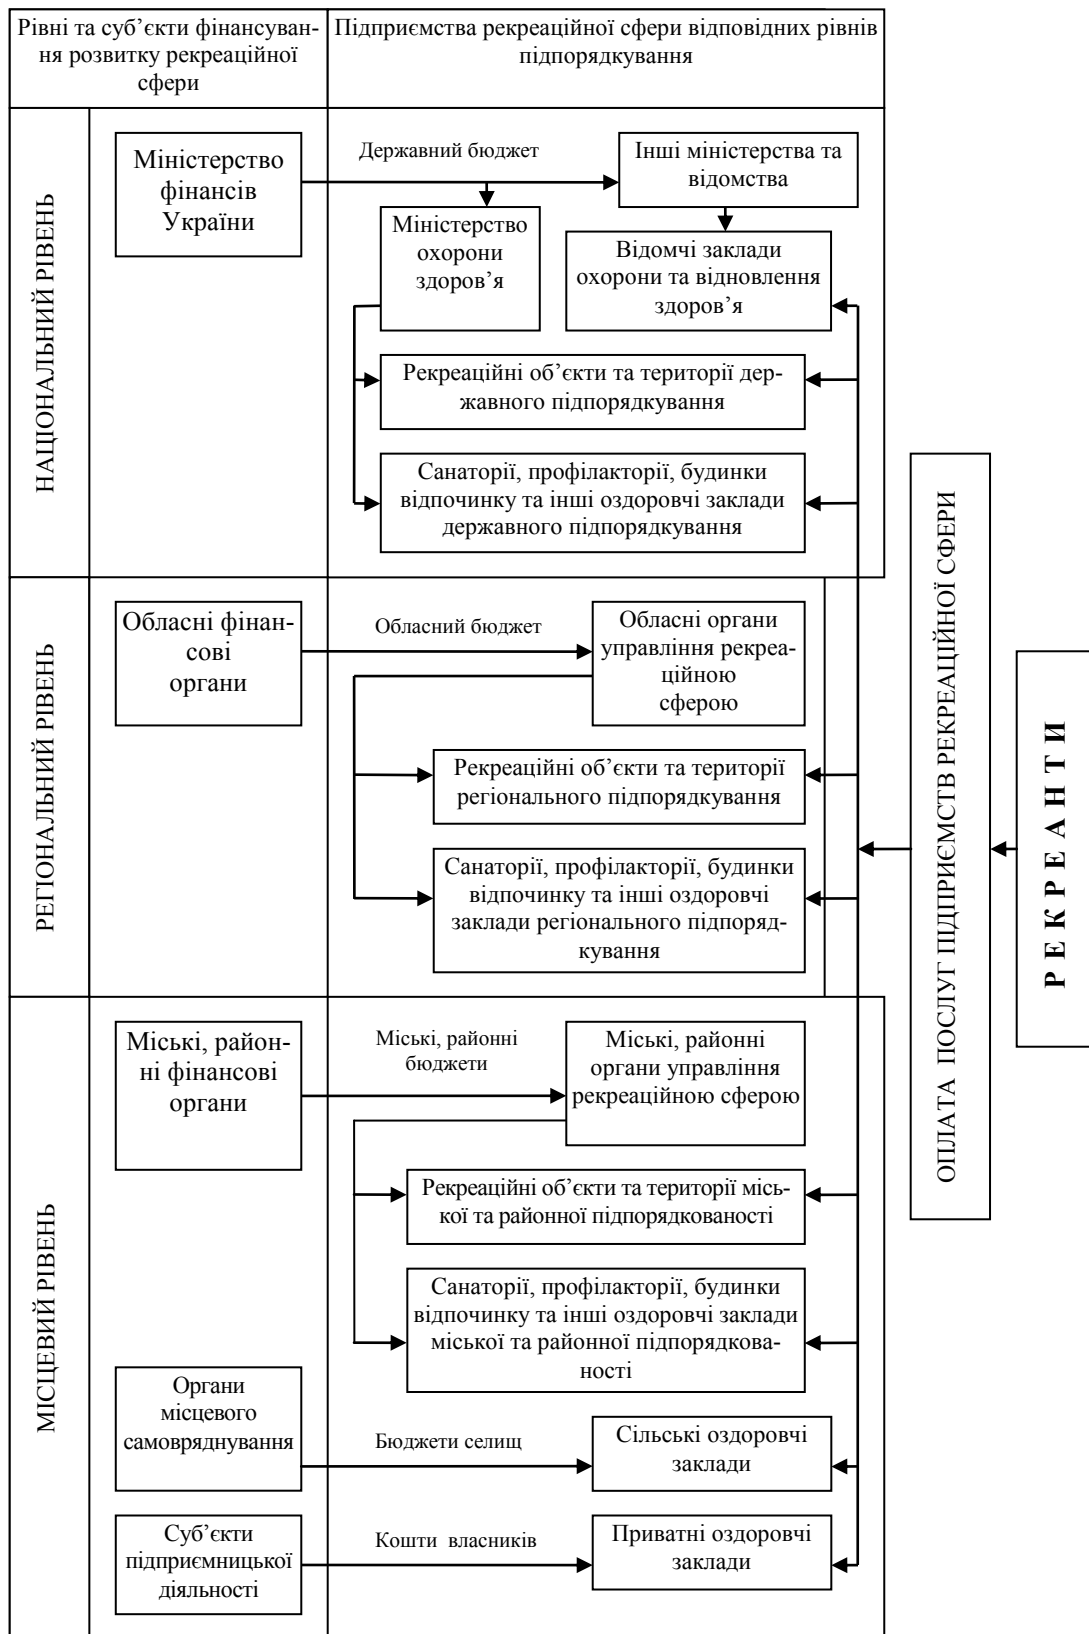 Рівні та суб’єкти фінансуван-
ня розвитку рекреаційної
сфери
Підприємства рекреаційної сфери відповідних рівнів
підпорядкування
НАЦІОНАЛЬНИЙ РІВЕНЬ
Міністерство
фінансів
України
Державний бюджет
Інші міністерства та
відомства
Міністерство
охорони
здоров’я
Відомчі заклади
охорони та відновлення
здоров’я
Рекреаційні об’єкти та території дер-
жавного підпорядкування
Санаторії, профілакторії, будинки
відпочинку та інші оздоровчі заклади
державного підпорядкування
РЕГІОНАЛЬНИЙ РІВЕНЬ
Обласні фінан-
сові
органи
Обласний бюджет
Обласні органи
управління рекреа-
ційною
сферою
Рекреаційні об’єкти та території
регіонального підпорядкування
Санаторії, профілакторії, будинки
відпочинку та інші оздоровчі
заклади регіонального підпоряд-
кування
МІСЦЕВИЙ РІВЕНЬ
Міські, район-
ні фінансові
органи
Міські, районні
бюджети
Міські, районні
органи управління
рекреаційною сферою
Рекреаційні об’єкти та території місь-
кої та районної підпорядкованості
Санаторії, профілакторії, будинки
відпочинку та інші оздоровчі заклади
міської та районної підпорядкова-
ності
Органи
місцевого
самовряднування
Бюджети селищ
Сільські оздоровчі
заклади
Суб’єкти
підприємницької
діяльності
Кошти власників
Приватні оздоровчі
заклади
ОПЛАТА ПОСЛУГ ПІДПРИЄМСТВ РЕКРЕАЦІЙНОЇ СФЕРИ
РЕКРЕАНТИ